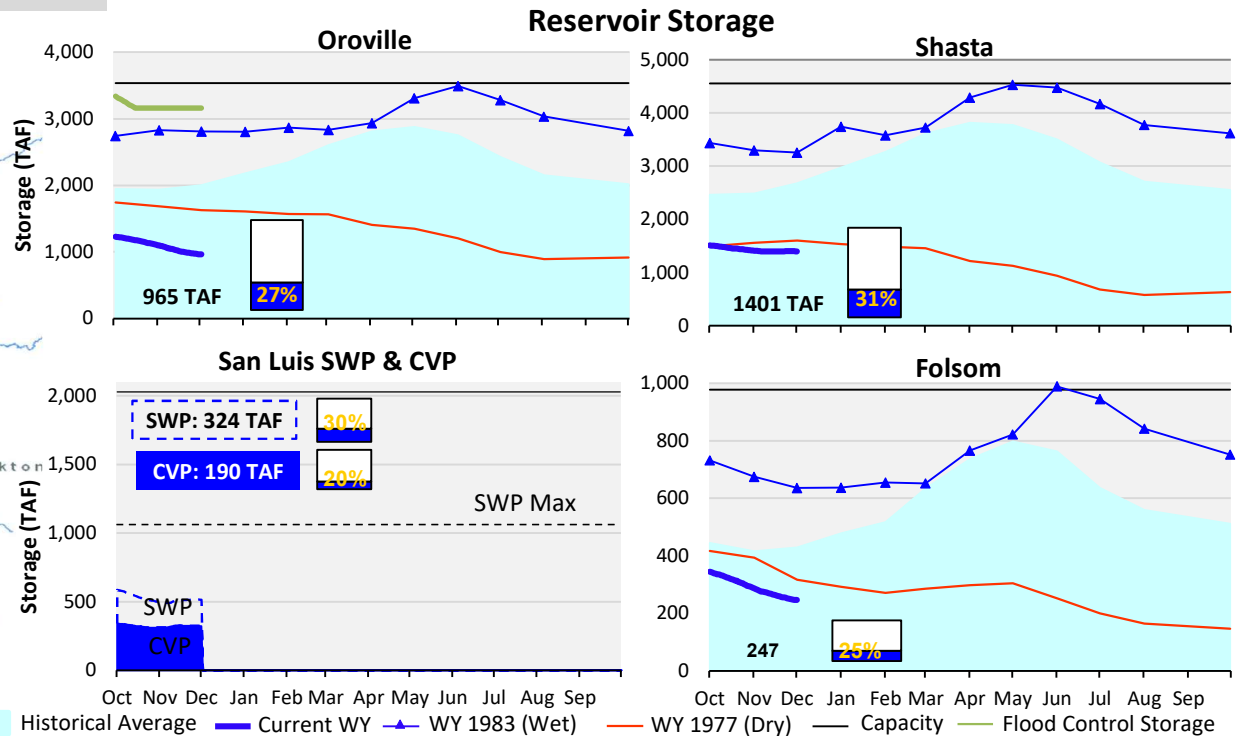 Reservoir Storage
Oroville
Storage (TAF)
4,000
3,000
2,000
1,000
0
965 TAF
27%
Shasta
5,000
4,000
3,000
2,000
1,000
0
1401 TAF
31%
San Luis SWP & CVP
Storage (TAF)
2,000
1,500
1,000
500
0
SWP: 324 TAF
30%
CVP: 190 TAF
20%
SWP Max
SWP
CVP
Oct Nov Dec Jan Feb Mar Apr May Jun Jul Aug Sep
Folsom
1,000
800
600
400
200
0
247
25%
Oct Nov Dec Jan Feb Mar Apr May Jun Jul Aug Sep
kton
Historical Average Current WY WY 1983 (Wet) WY 1977 (Dry) Capacity Flood Control Storage